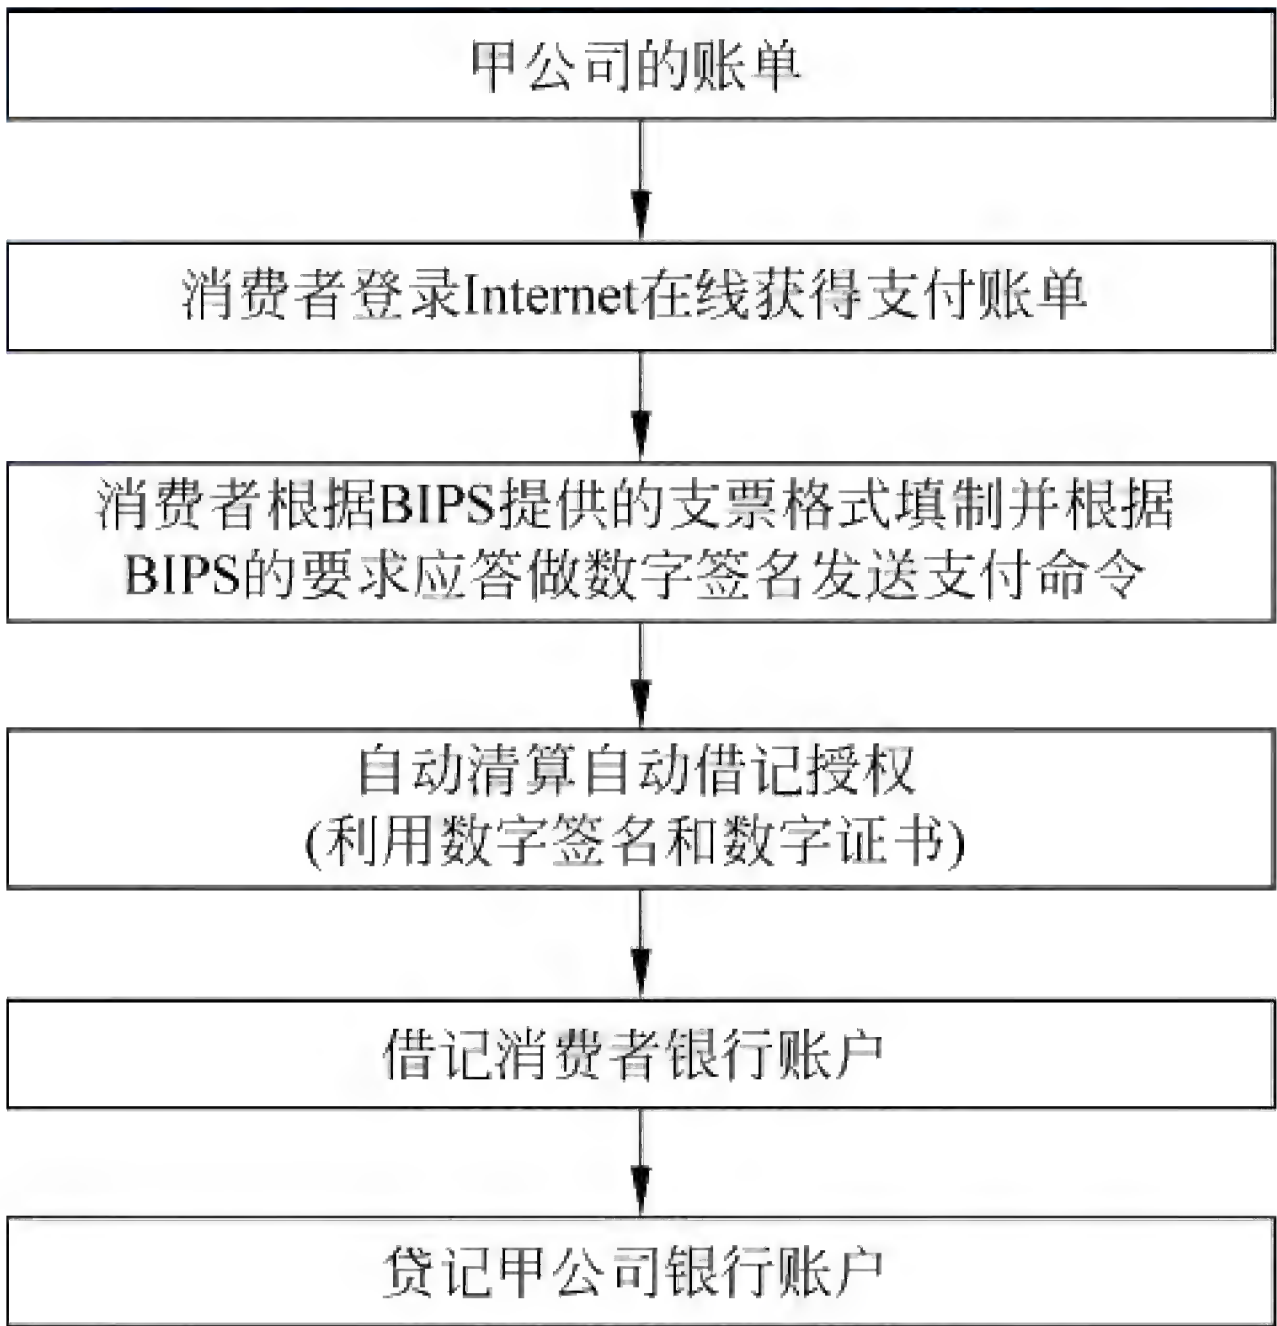 甲公司的账单
消费者登录Internet在线获得支付账单
消费者根据BIPS提供的支票格式填制并根据
BIPS的要求应答做数字签名发送支付命令
自动清算自动借记授权
(利用数字签名和数字证书)
借记消费者银行账户
贷记甲公司银行账户